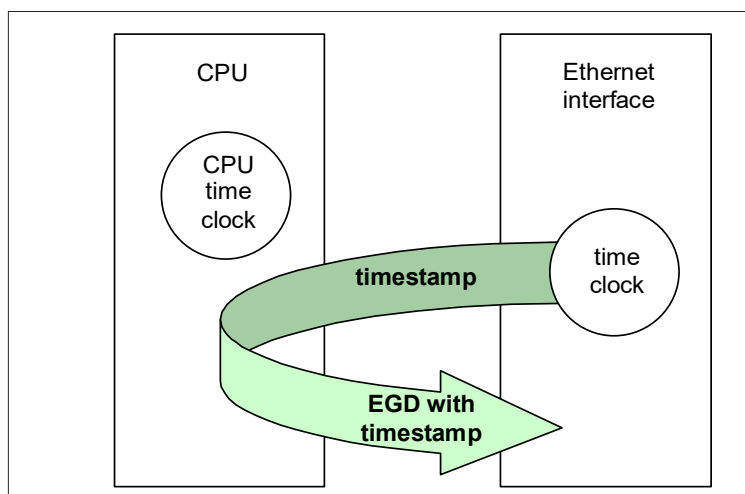 CPU
Ethernet
interface
CPU
time
clock
time
clock
timestamp
EGD with
timestamp